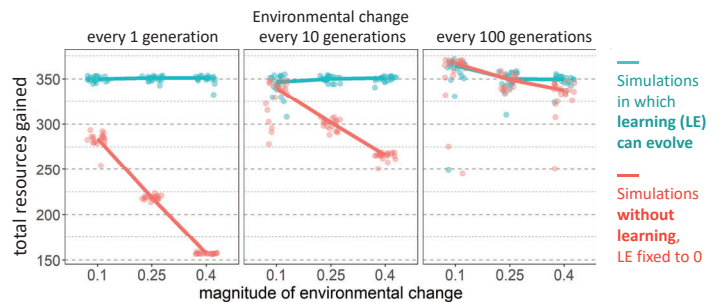 Environmental change
every 1 generation
every 10 generations
every 100 generations
total resources gained
350
300
250
200
150
0.1
0.25
0.4
0.1
0.25
0.4
0.1
0.25
0.4
magnitude of environmental change
Simulations
in which
learning (LE)
can evolve
Simulations
without
learning,
LE fixed to 0